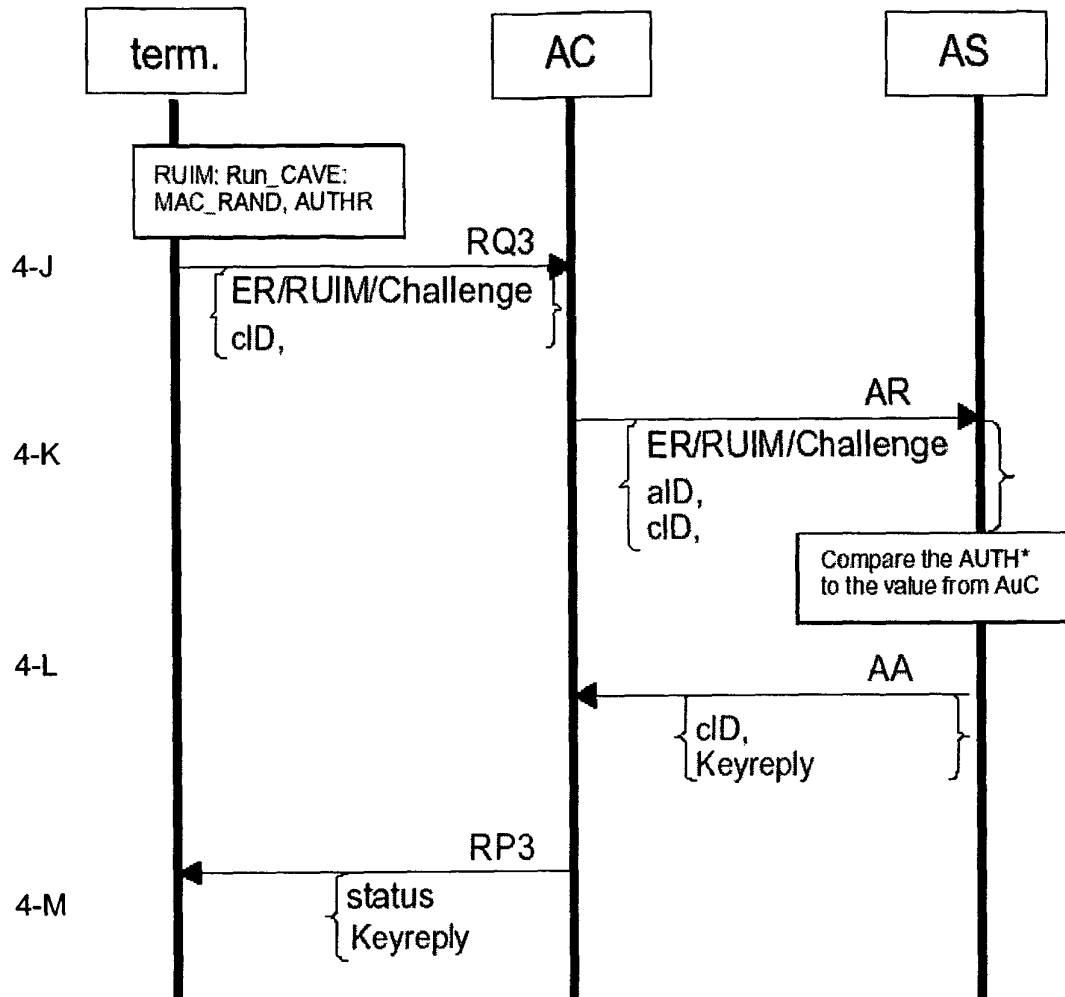 term.
AC
AS
RUIM: Run_CAVE:
MAC_RAND, AUTHR
4-J
RQ3
ER/RUIM/Challenge
cID,
4-K
AR
ER/RUIM/Challenge
aID,
cID,
Compare the AUTH*
to the value from AuC
4-L
AA
cID,
Keyreply
4-M
RP3
status
Keyreply